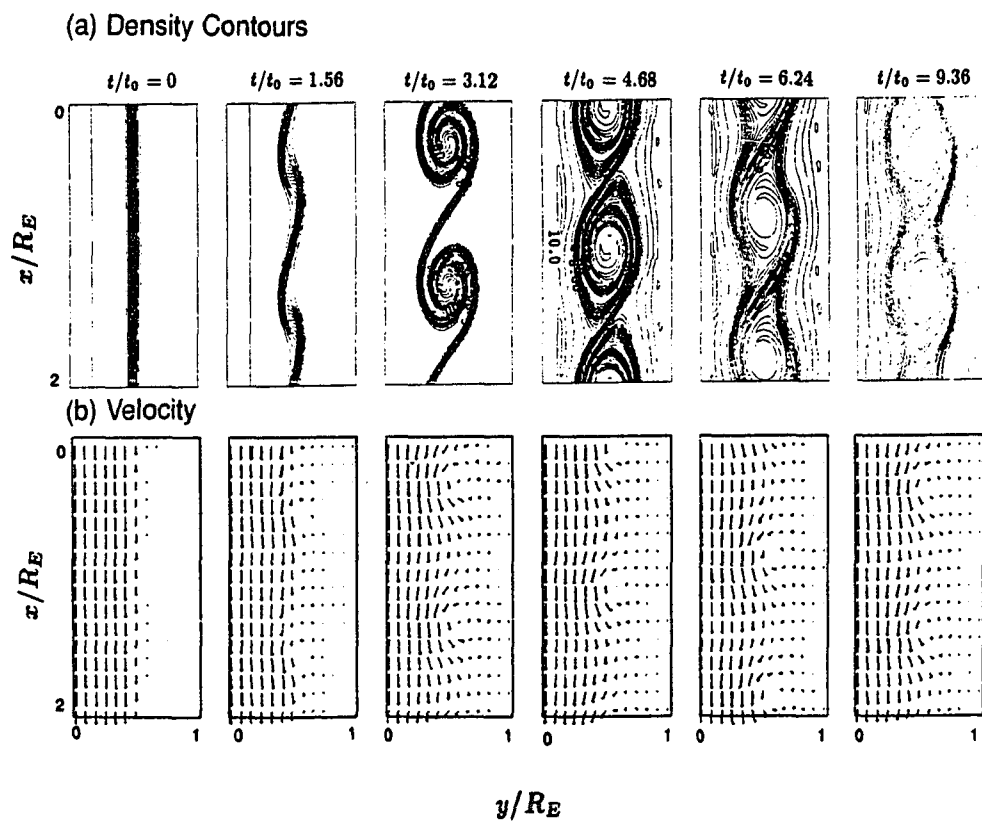 (a) Density Contours
t/t₀ = 0 t/t₀ = 1.56 t/t₀ = 3.12 t/t₀ = 4.68 t/t₀ = 6.24 t/t₀ = 9.36
0
x/R_E
10.0
2
(b) Velocity
0
x/R_E
2
0 1 0 1 0 1 0 1 0 1 0 1
y/R_E